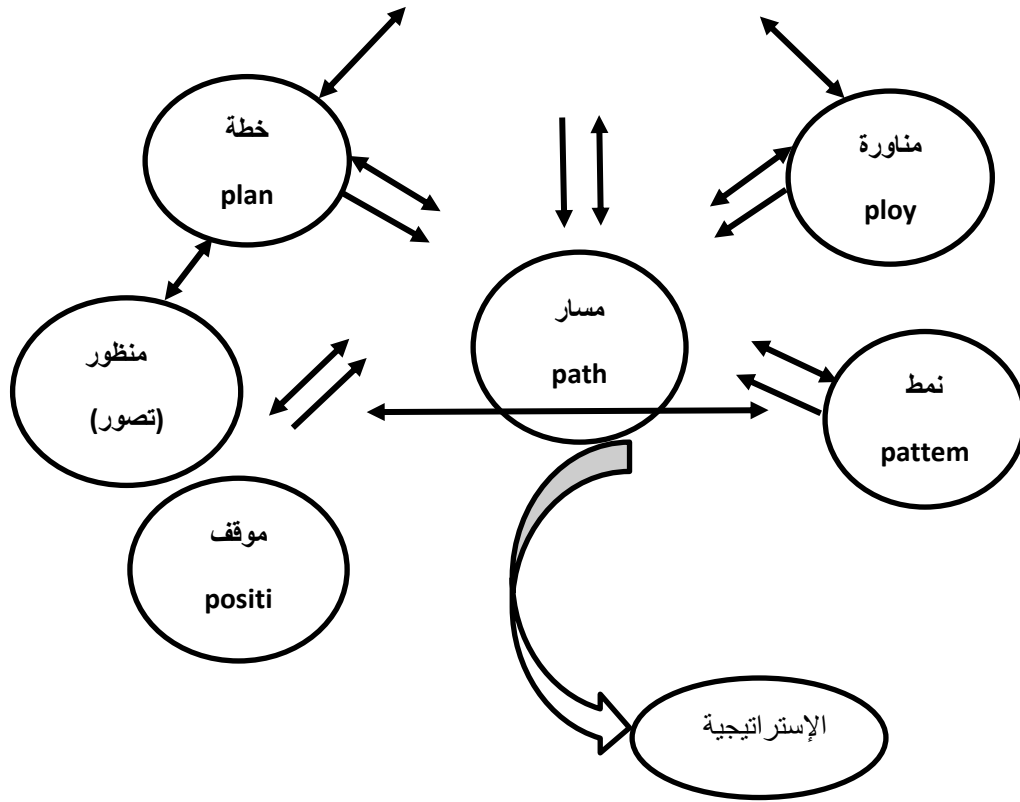 خطة
plan
مناورة
ploy
مسار
path
منظور
(تصور)
نمط
pattem
موقف
positi
الإستراتيجية